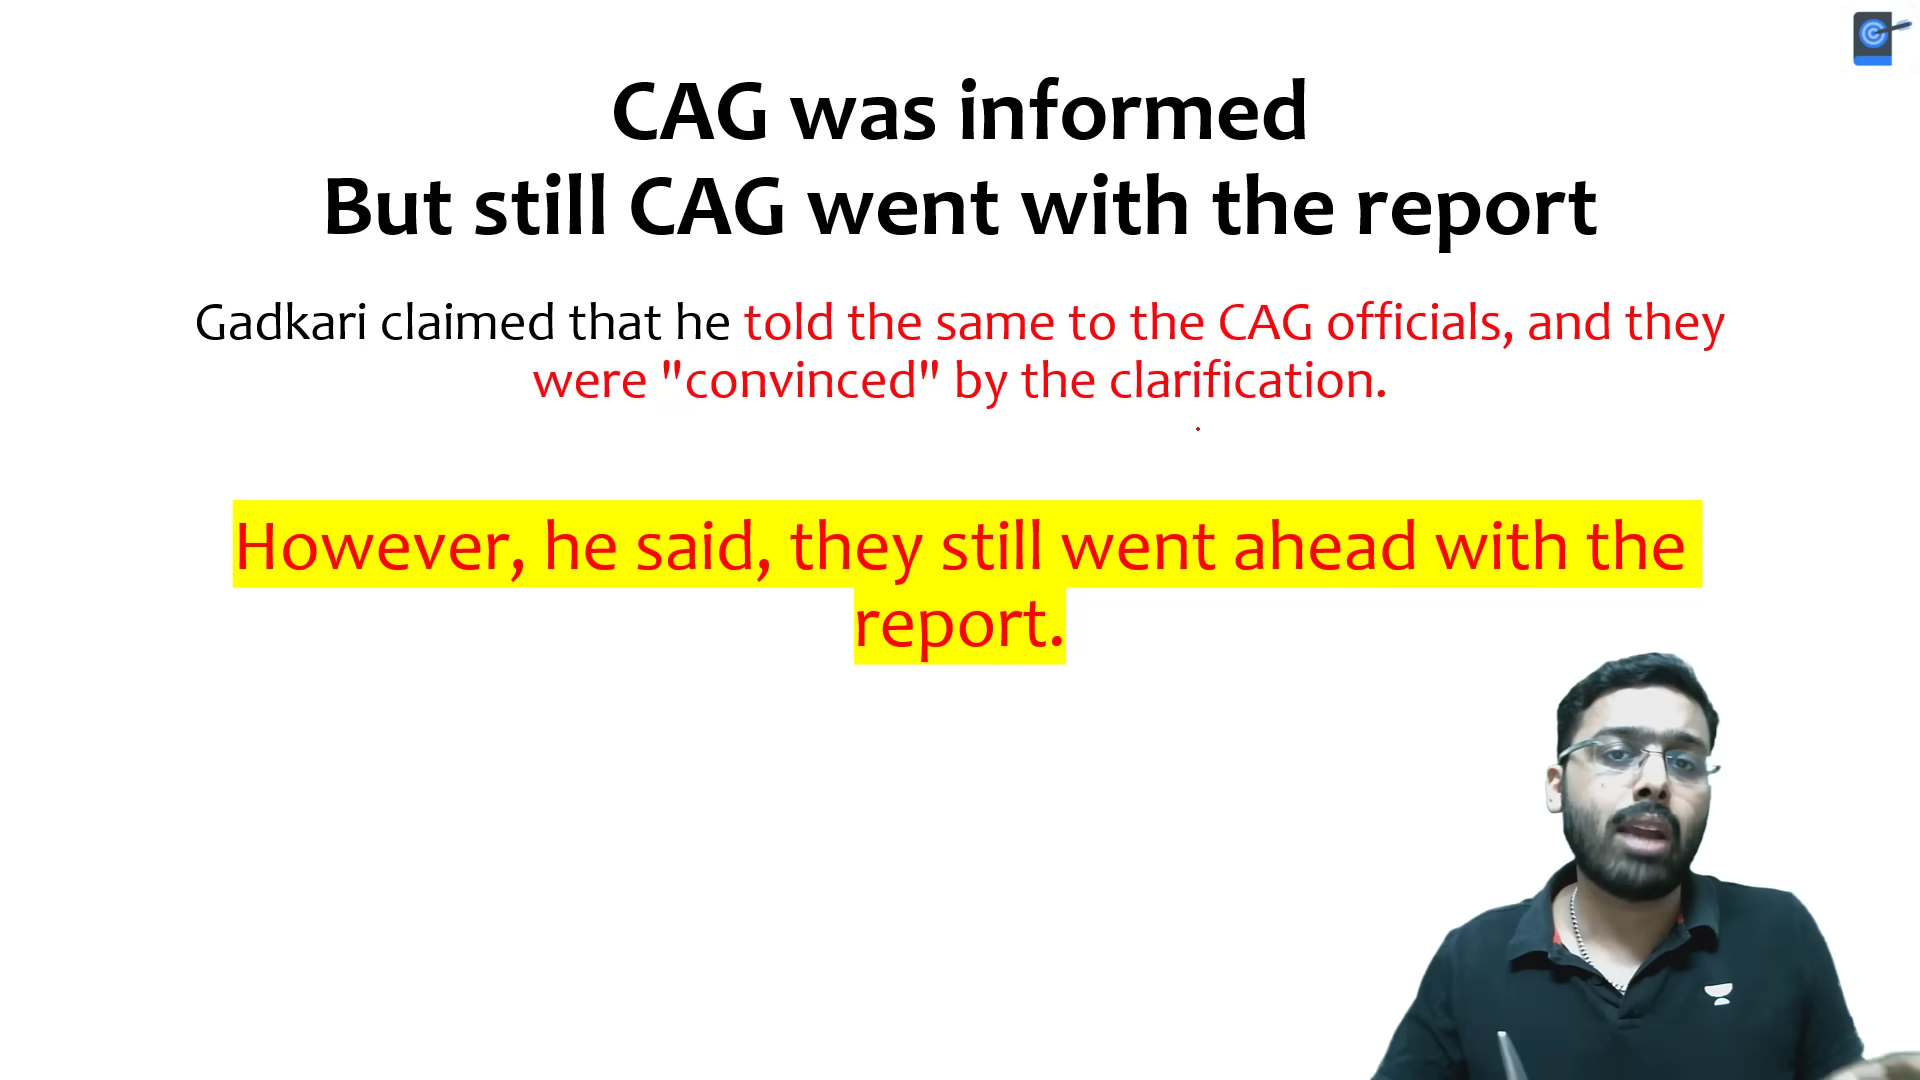 CAG was informed
But still CAG went with the report
Gadkari claimed that he told the same to the CAG officials, and they
were "convinced" by the clarification.
However, he said, they still went ahead with the
report.